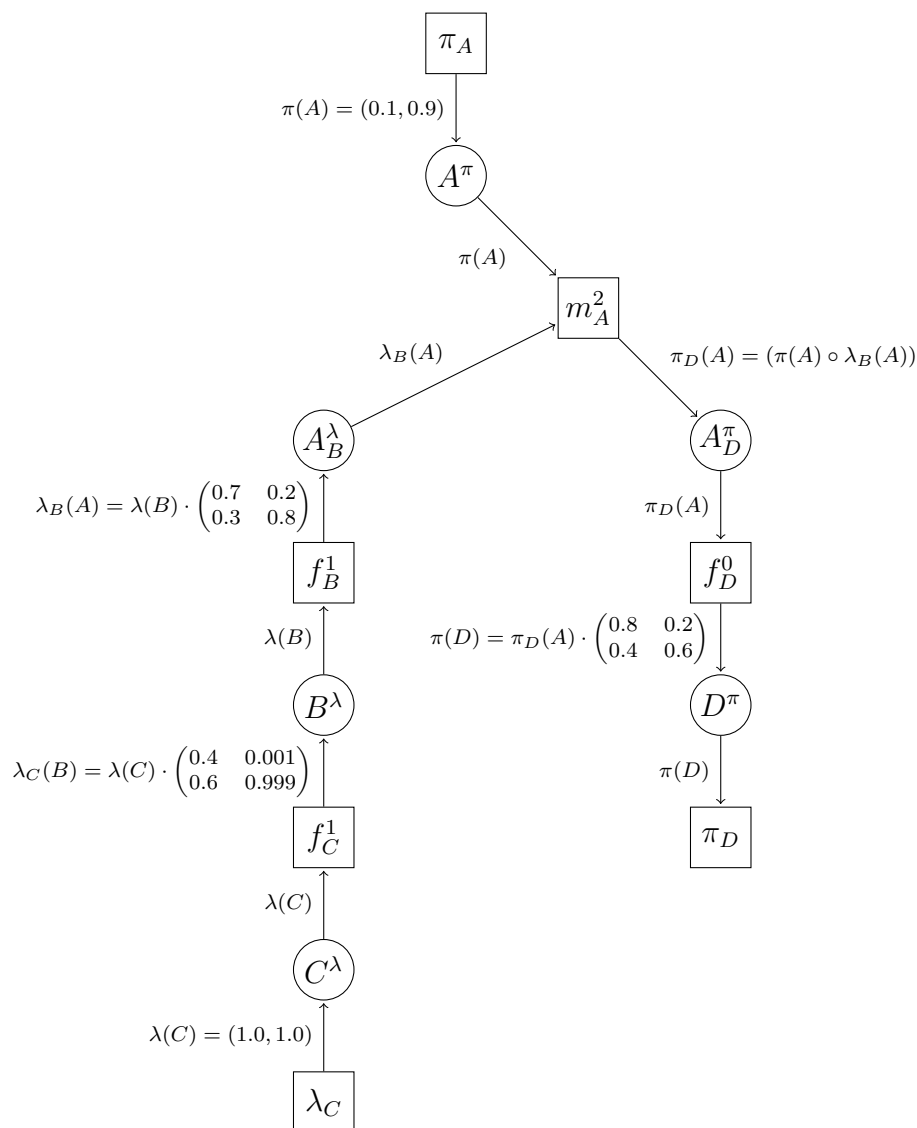 π_A
π(A) = (0.1, 0.9)
A^π
π(A)
m_A^2
λ_B(A)
π_D(A) = (π(A) ∘ λ_B(A))
A_B^λ
A_D^π
λ_B(A) = λ(B) · (0.7 0.2
0.3 0.8)
π_D(A)
f_B^1
f_D^0
λ(B)
π(D) = π_D(A) · (0.8 0.2
0.4 0.6)
B^λ
D^π
λ_C(B) = λ(C) · (0.4 0.001
0.6 0.999)
π(D)
f_C^1
π_D
λ(C)
C^λ
λ(C) = (1.0, 1.0)
λ_C